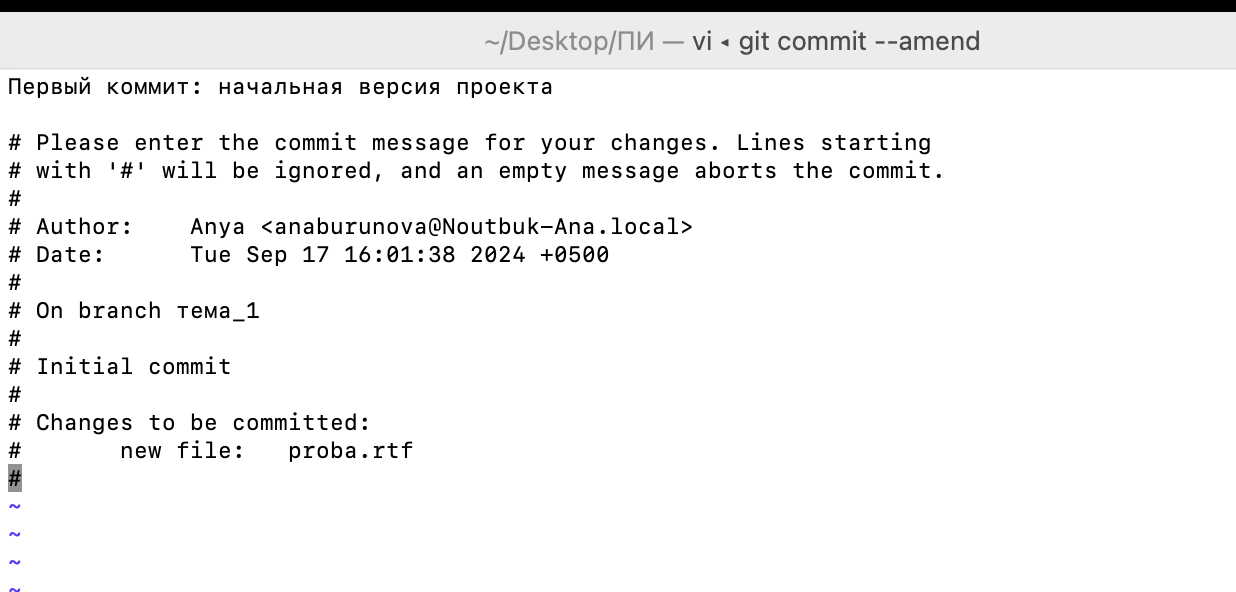 ~/Desktop/ПИ — vi ◂ git commit --amend
Первый коммит: начальная версия проекта
# Please enter the commit message for your changes. Lines starting
# with '#' will be ignored, and an empty message aborts the commit.
#
# Author:    Anya <anaburunova@Noutbuk-Ana.local>
# Date:      Tue Sep 17 16:01:38 2024 +0500
#
# On branch тема_1
#
# Initial commit
#
# Changes to be committed:
#       new file:   proba.rtf
#
~
~
~
~